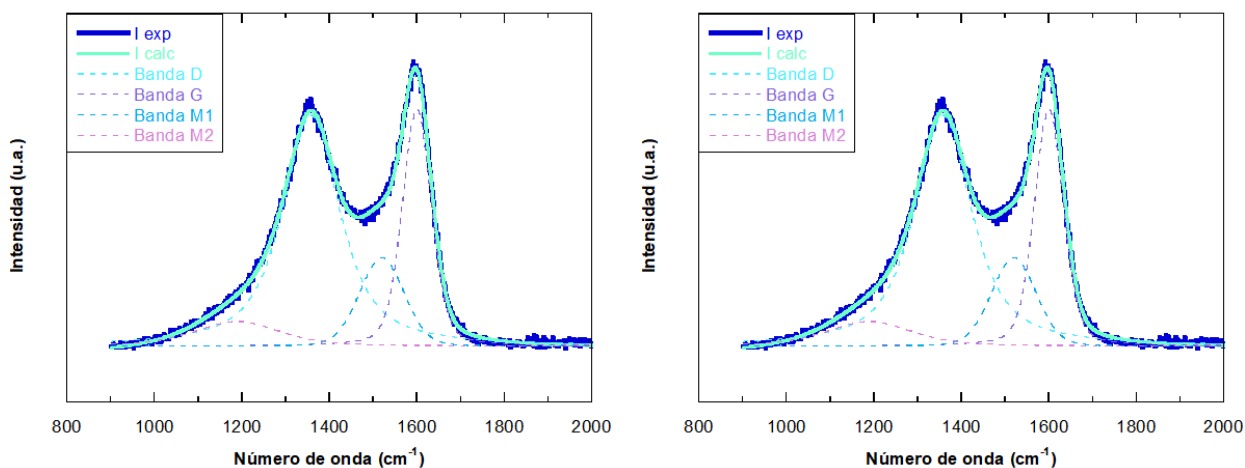 I exp
I calc
Banda D
Banda G
Banda M1
Banda M2
Intensidad (u.a.)
800 1000 1200 1400 1600 1800 2000
Número de onda (cm⁻¹)
I exp
I calc
Banda D
Banda G
Banda M1
Banda M2
Intensidad (u.a.)
800 1000 1200 1400 1600 1800 2000
Número de onda (cm⁻¹)